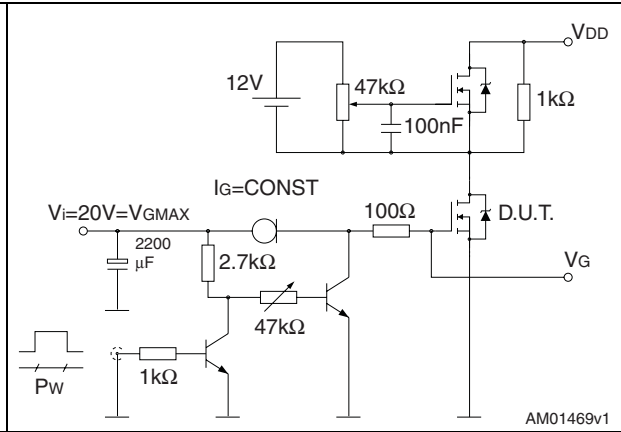 VDD
12V
47kΩ
1kΩ
100nF
IG=CONST
Vi=20V=VGMAX
100Ω
D.U.T.
2200
μF
VG
2.7kΩ
47kΩ
1kΩ
PW
AM01469v1